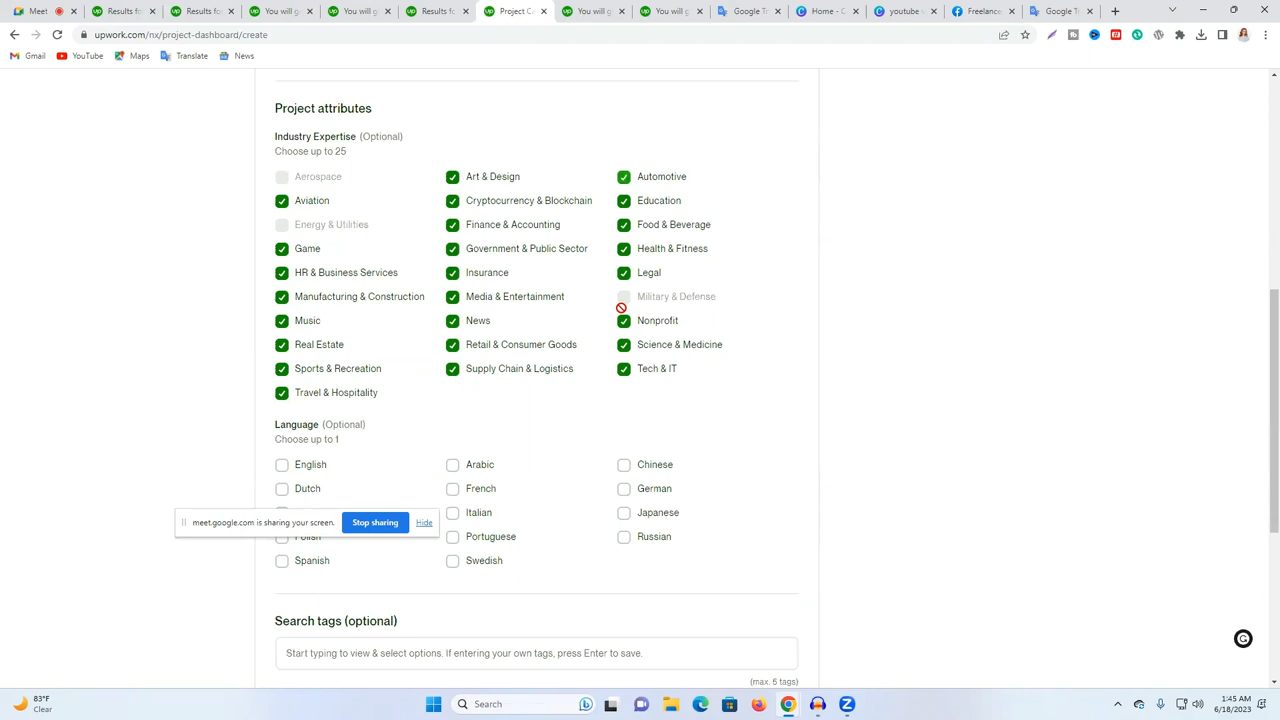 Meet
Results fo
Results fo
You will g
You will g
Results fo
Project C
You will g
You will g
Google T
Home - C
youtube
Freelance
Google T
upwork.com/nx/project-dashboard/create
Gmail YouTube Maps Translate News
Project attributes
Industry Expertise (Optional)
Choose up to 25
Aerospace Art & Design Automotive
Aviation Cryptocurrency & Blockchain Education
Energy & Utilities Finance & Accounting Food & Beverage
Game Government & Public Sector Health & Fitness
HR & Business Services Insurance Legal
Manufacturing & Construction Media & Entertainment Military & Defense
Music News Nonprofit
Real Estate Retail & Consumer Goods Science & Medicine
Sports & Recreation Supply Chain & Logistics Tech & IT
Travel & Hospitality
Language (Optional)
Choose up to 1
English Arabic Chinese
Dutch French German
Italian Japanese
meet.google.com is sharing your screen. Stop sharing Hide
Polish Portuguese Russian
Spanish Swedish
Search tags (optional)
Start typing to view & select options. If entering your own tags, press Enter to save.
(max. 5 tags)
83°F
Clear
Search
1:45 AM
6/18/2023